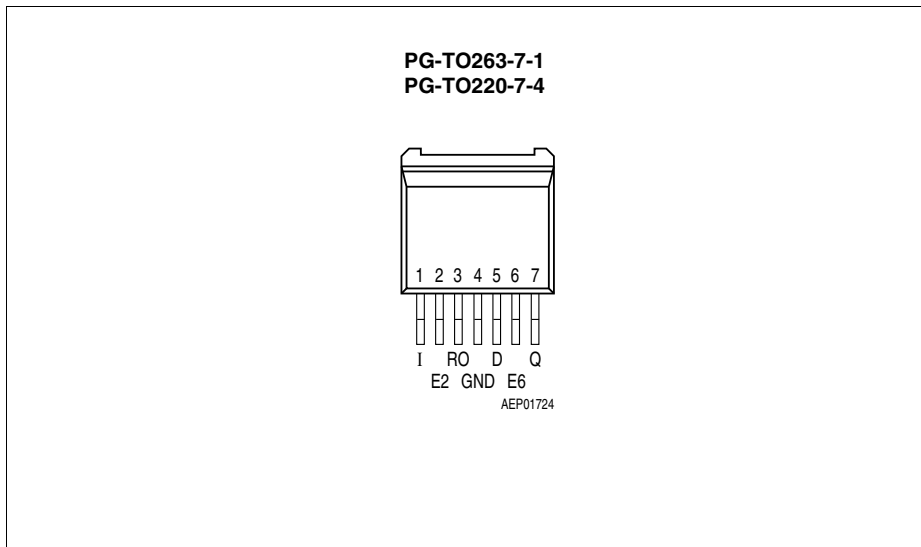 PG-TO263-7-1
PG-TO220-7-4
1 2 3 4 5 6 7
I RO D Q
E2 GND E6
AEP01724